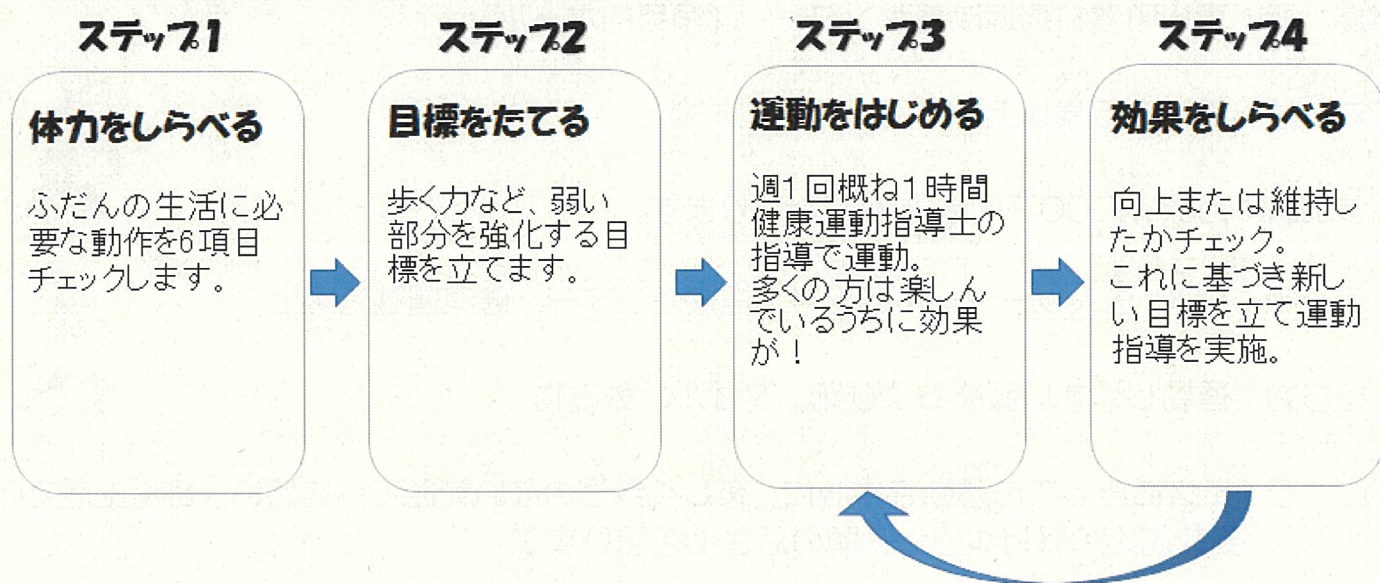 ステップ1
体力をしらべる
ふだんの生活に必
要な動作を6項目
チェックします。
ステップ2
目標をたてる
歩く力など、弱い
部分を強化する目
標を立てます。
ステップ3
運動をはじめる
週1回概ね1時間
健康運動指導士の
指導で運動。
多くの方は楽しん
でいるうちに効果
が！
ステップ4
効果をしらべる
向上または維持し
たかチェック。
これに基づき新し
い目標を立て運動
指導を実施。